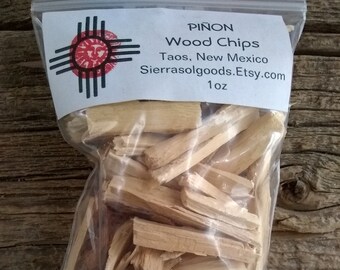 PIÑON
Wood Chips
Taos, New Mexico
Sierrasolgoods.Etsy.com
1oz